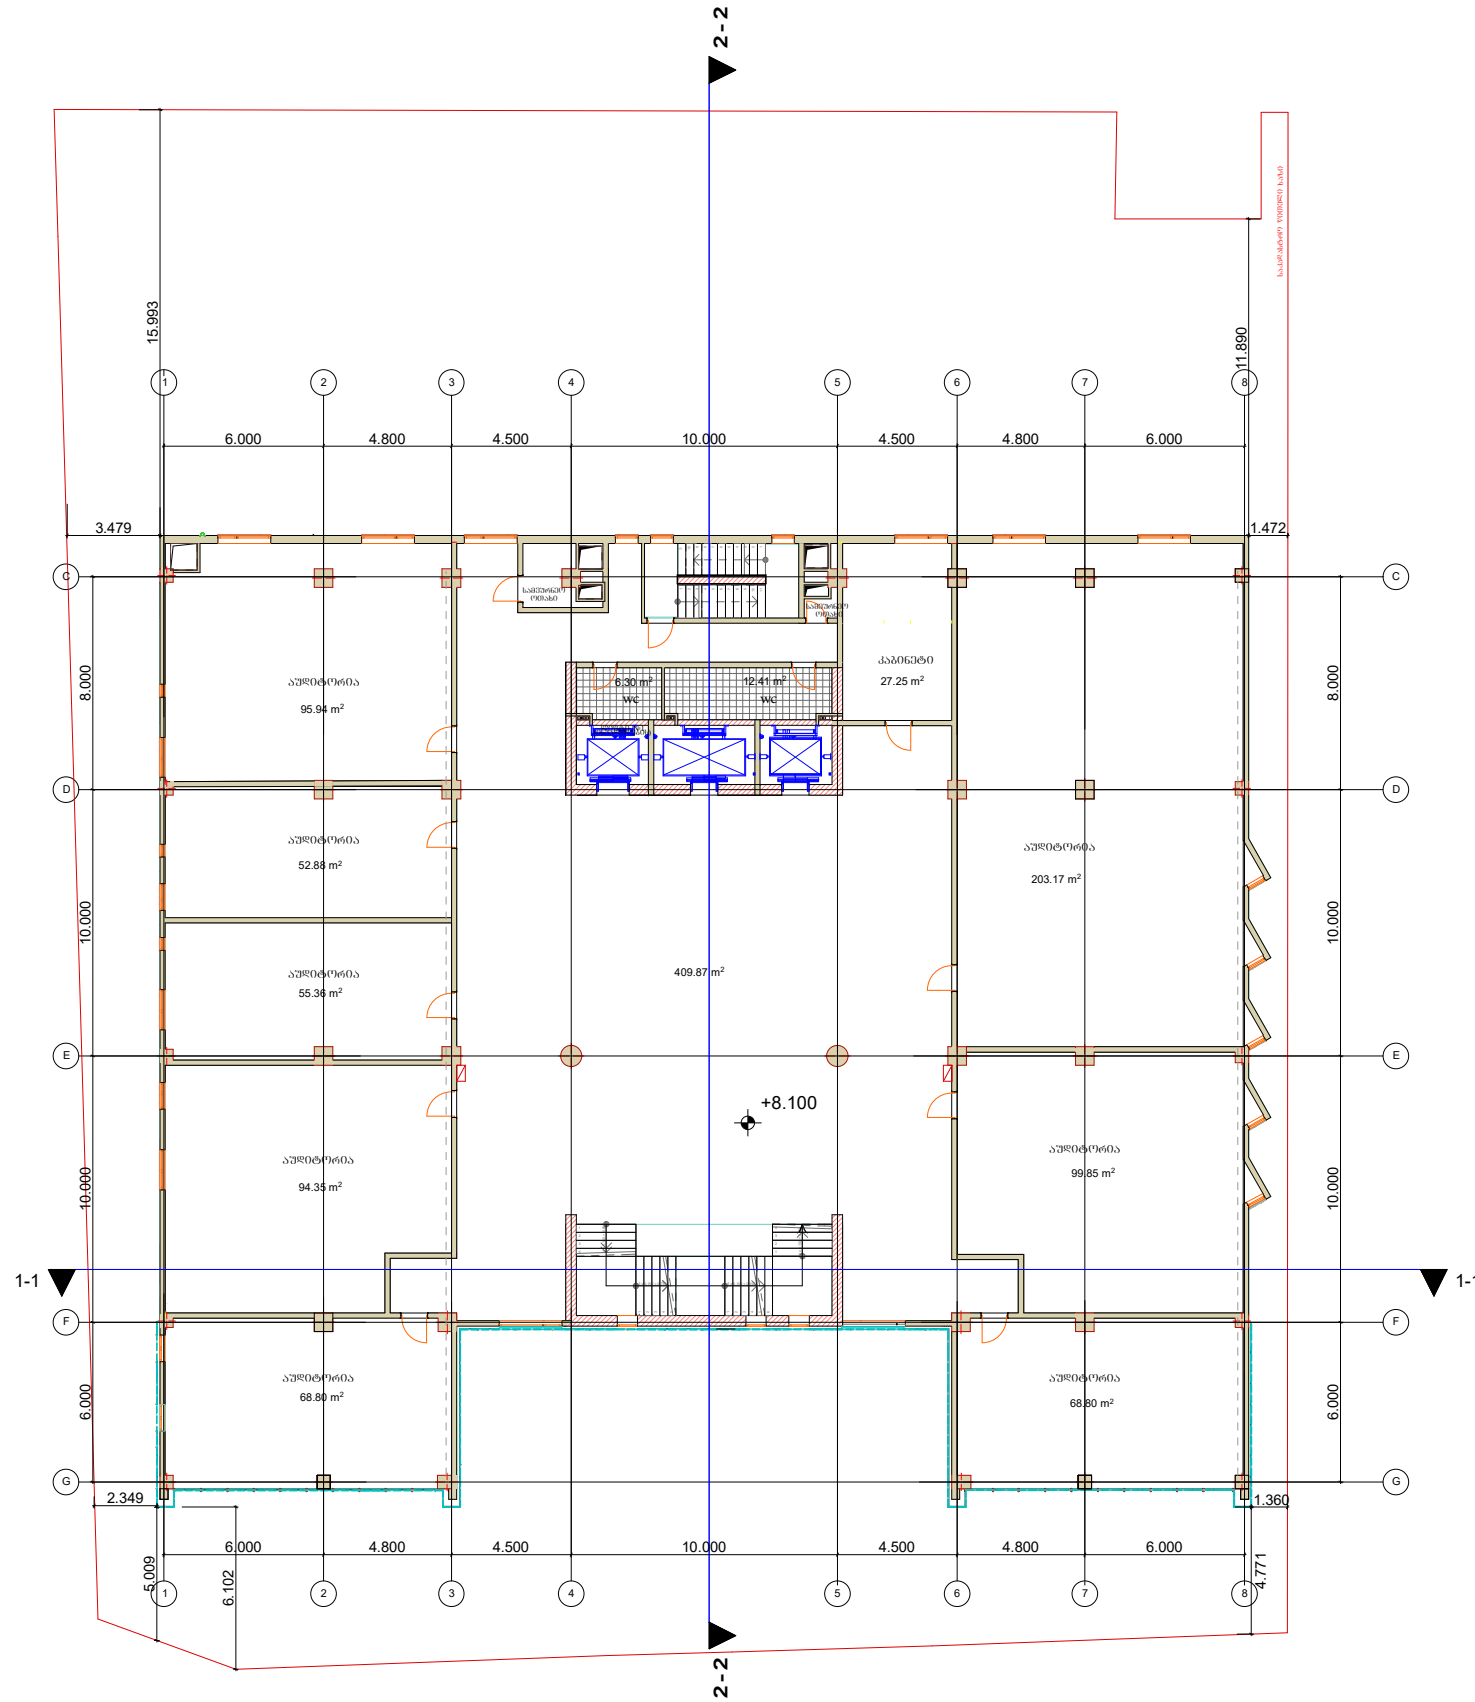 2-2
საკადასტრო წითელი ხაზი
15.993
11.890
1 2 3 4 5 6 7 8
6.000 4.800 4.500 10.000 4.500 4.800 6.000
3.479 1.472
C C
სამეურნეო
ოთახი
სამეურნეო
ოთახი
კაბინეტი
27.25 m²
6.30 m²
WC
12.41 m²
WC
აუდიტორია
95.94 m²
8.000 8.000
D D
აუდიტორია
52.88 m²
აუდიტორია
203.17 m²
10.000 10.000
აუდიტორია
55.36 m²
409.87 m²
E E
+8.100
აუდიტორია
94.35 m²
აუდიტორია
99.85 m²
10.000 10.000
1-1 1-1
F F
აუდიტორია
68.80 m²
აუდიტორია
68.80 m²
6.000 6.000
G G
2.349 1.360
6.000 4.800 4.500 10.000 4.500 4.800 6.000
5.009 6.102 4.771
1 2 3 4 5 6 7 8
2-2